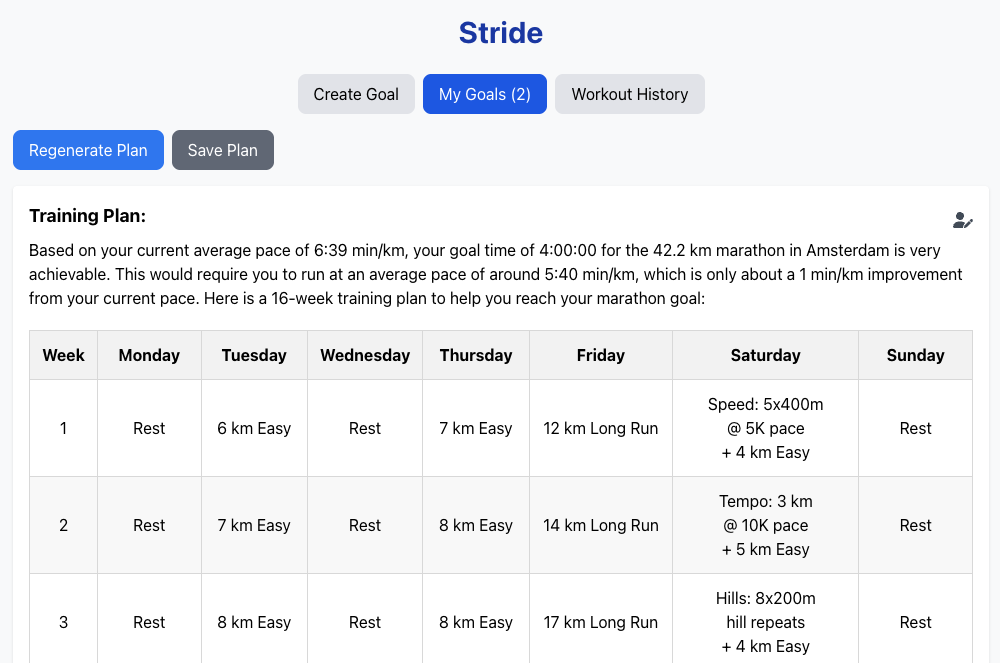 Stride
Create Goal
My Goals (2)
Workout History
Regenerate Plan
Save Plan
Training Plan:
Based on your current average pace of 6:39 min/km, your goal time of 4:00:00 for the 42.2 km marathon in Amsterdam is very
achievable. This would require you to run at an average pace of around 5:40 min/km, which is only about a 1 min/km improvement
from your current pace. Here is a 16-week training plan to help you reach your marathon goal:
Week Monday Tuesday Wednesday Thursday Friday Saturday Sunday
1 Rest 6 km Easy Rest 7 km Easy 12 km Long Run Speed: 5x400m
@ 5K pace
+ 4 km Easy
Rest
2 Rest 7 km Easy Rest 8 km Easy 14 km Long Run Tempo: 3 km
@ 10K pace
+ 5 km Easy
Rest
3 Rest 8 km Easy Rest 8 km Easy 17 km Long Run Hills: 8x200m
hill repeats
+ 4 km Easy
Rest